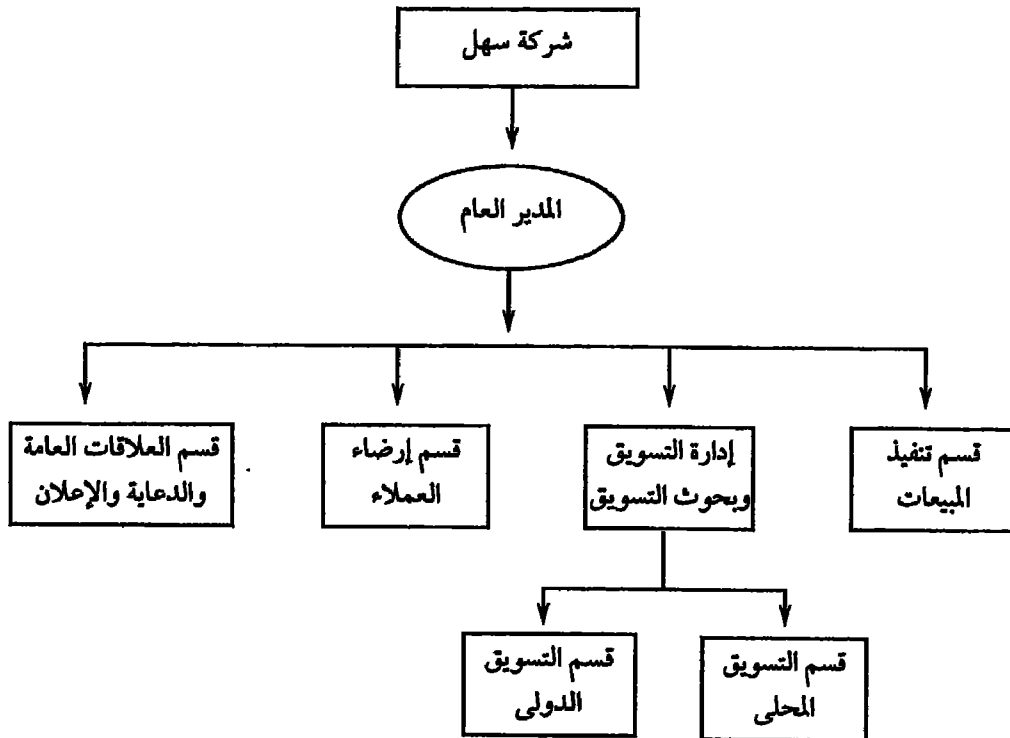 شركة سهل
المدير العام
قسم تنفيذ
المبيعات
إدارة التسويق
وبحوث التسويق
قسم إرضاء
العملاء
قسم العلاقات العامة
والدعاية والإعلان
قسم التسويق
المحلى
قسم التسويق
الدولى